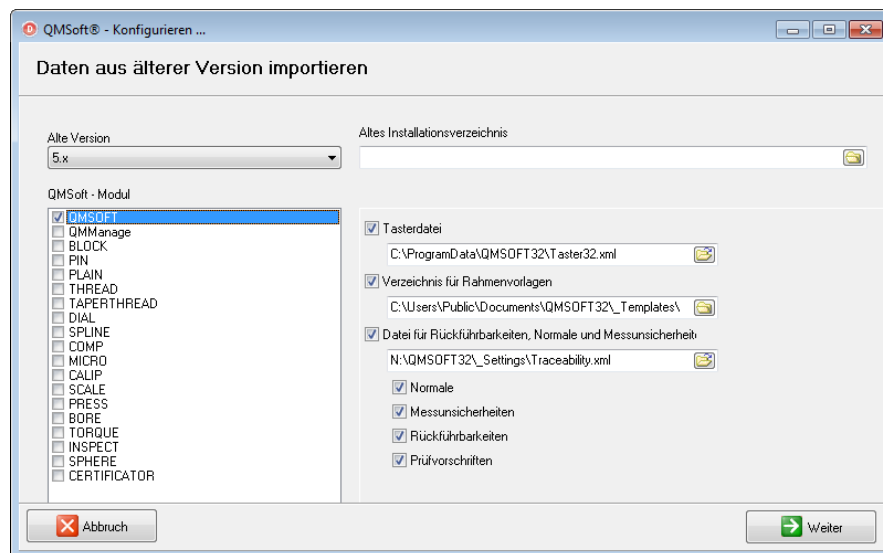 QMSoft® - Konfigurieren ...
Daten aus älterer Version importieren
Alte Version
5.x
Altes Installationsverzeichnis
QMSoft - Modul
QMSOFT
QMManage
BLOCK
PIN
PLAIN
THREAD
TAPERTHREAD
DIAL
SPLINE
COMP
MICRO
CALIP
SCALE
PRESS
BORE
TORQUE
INSPECT
SPHERE
CERTIFICATOR
Tasterdatei
C:\ProgramData\QMSOFT32\Taster32.xml
Verzeichnis für Rahmenvorlagen
C:\Users\Public\Documents\QMSOFT32\_Templates\
Datei für Rückführbarkeiten, Normale und Messunsicherheit
N:\QMSOFT32\_Settings\Traceability.xml
Normale
Messunsicherheiten
Rückführbarkeiten
Prüfvorschriften
Abbruch
Weiter